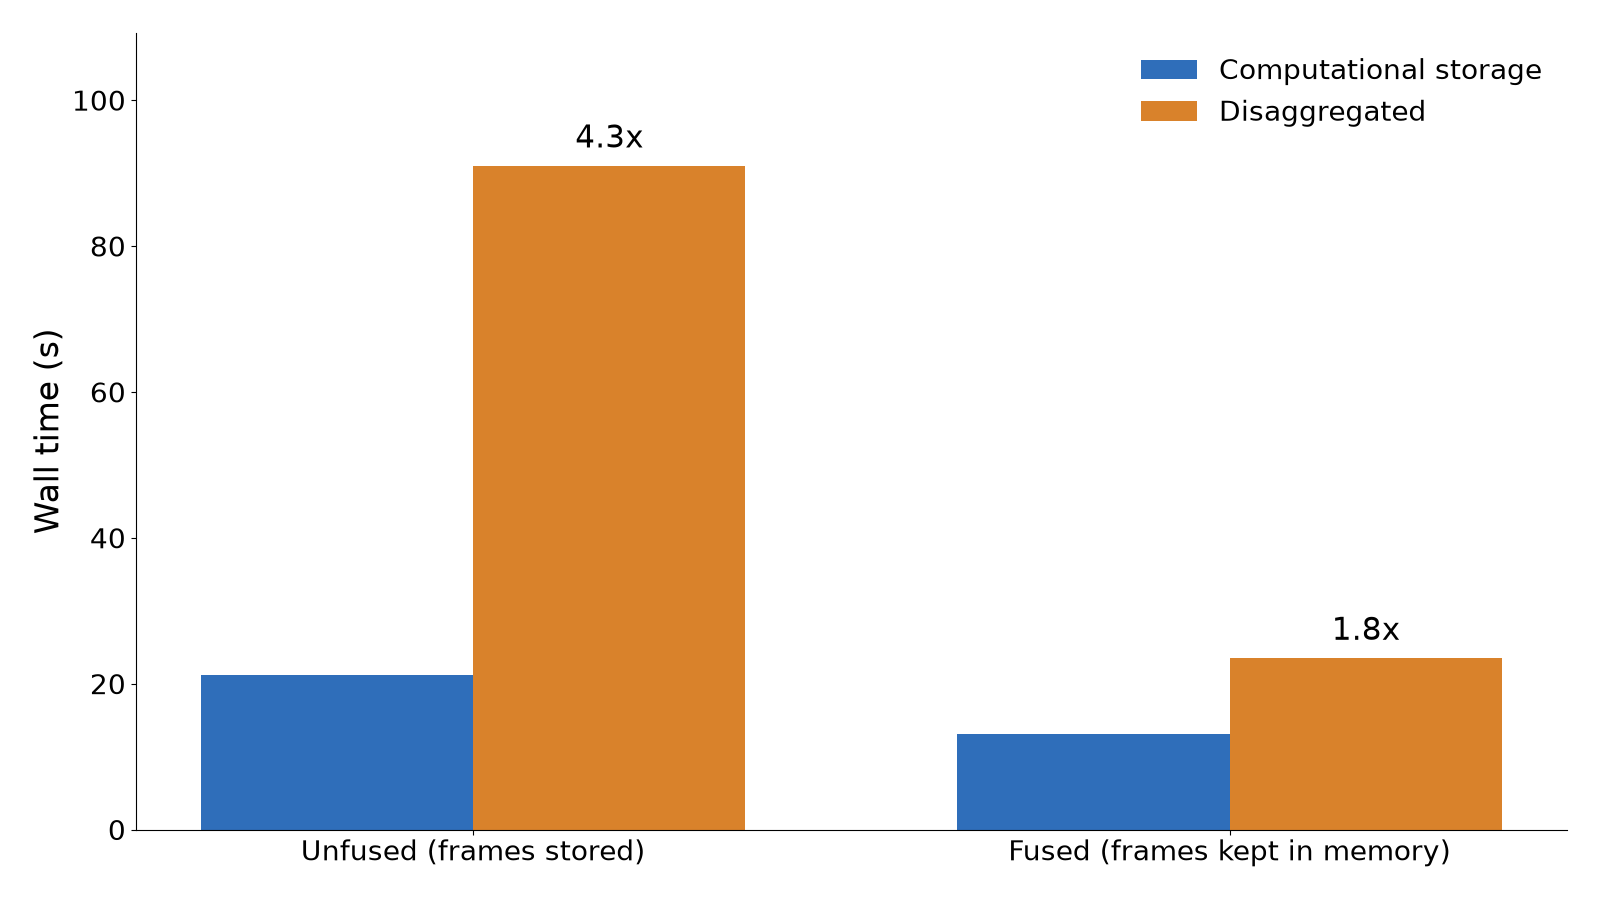 Computational storage
Disaggregated
4.3x
1.8x
Wall time (s)
100
80
60
40
20
0
Unfused (frames stored)
Fused (frames kept in memory)